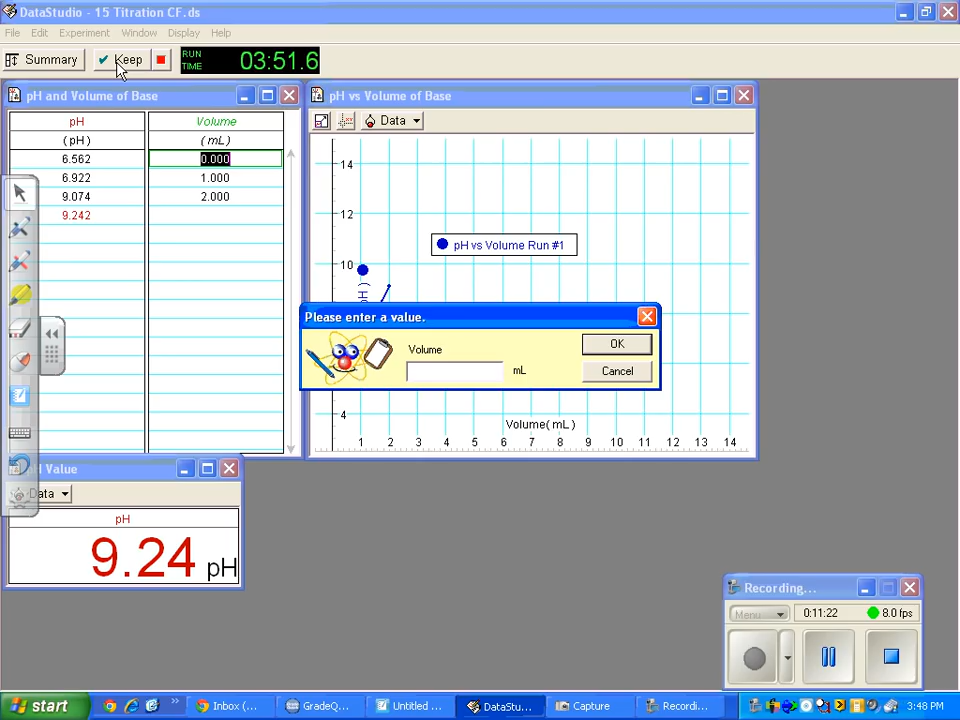 DataStudio - 15 Titration CF.ds
File Edit Experiment Window Display Help
Summary Keep RUN TIME 03:51.6
pH and Volume of Base
pH Volume
(pH) (mL)
6.562 0.000
6.922 1.000
9.074 2.000
9.242
pH vs Volume of Base
Data
14
12
pH vs Volume Run #1
10
Please enter a value.
Volume
mL
OK
Cancel
4
Volume( mL )
1 2 3 4 5 6 7 8 9 10 11 12 13 14
Value
Data
pH
9.24 pH
Recording...
Menu 0:11:22 8.0 fps
start Inbox (... GradeQ... Untitled ... DataStu... Capture Recordi... 3:48 PM